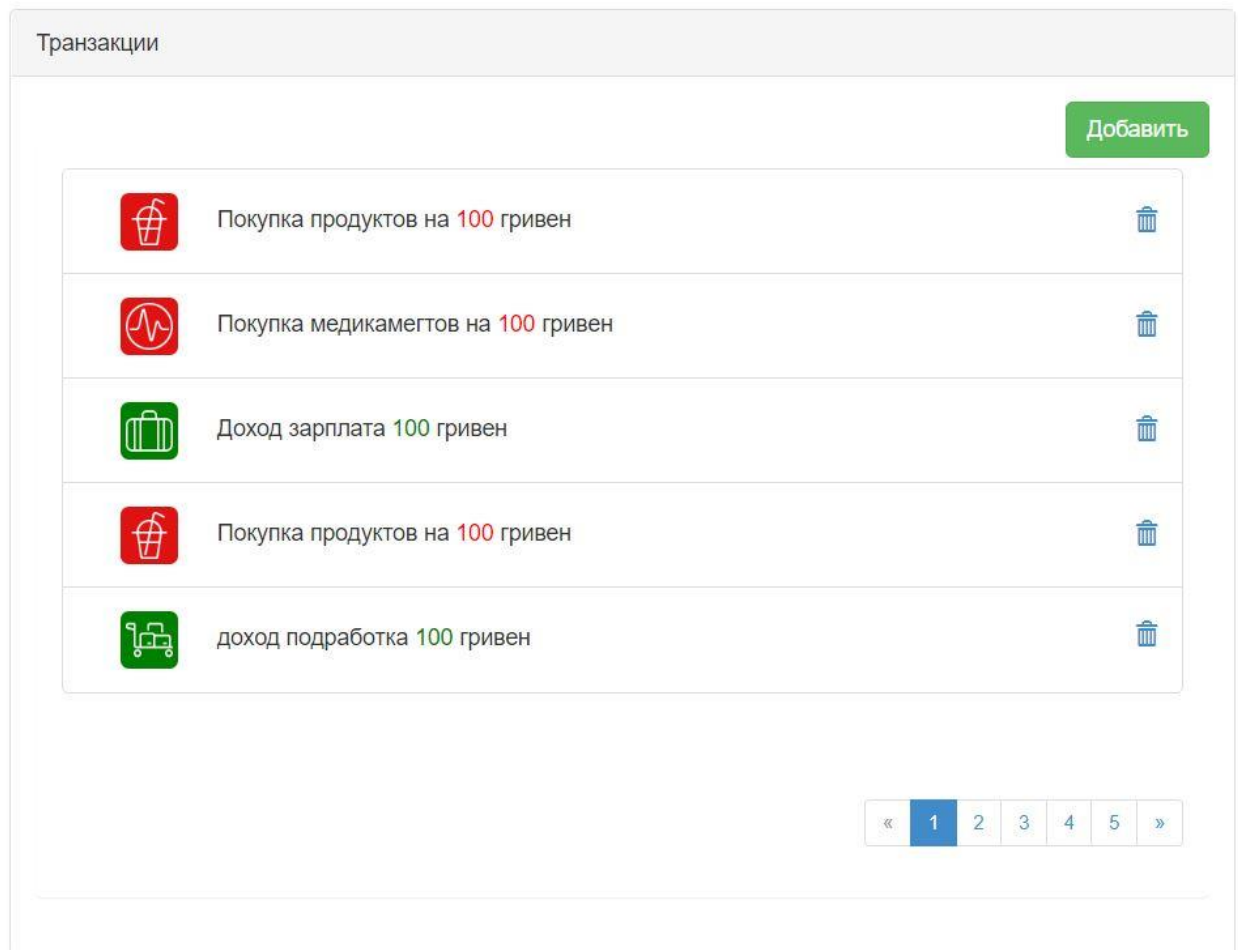 Транзакции
Добавить
Покупка продуктов на 100 гривен
Покупка медикамегтов на 100 гривен
Доход зарплата 100 гривен
Покупка продуктов на 100 гривен
доход подработка 100 гривен
« 1 2 3 4 5 »